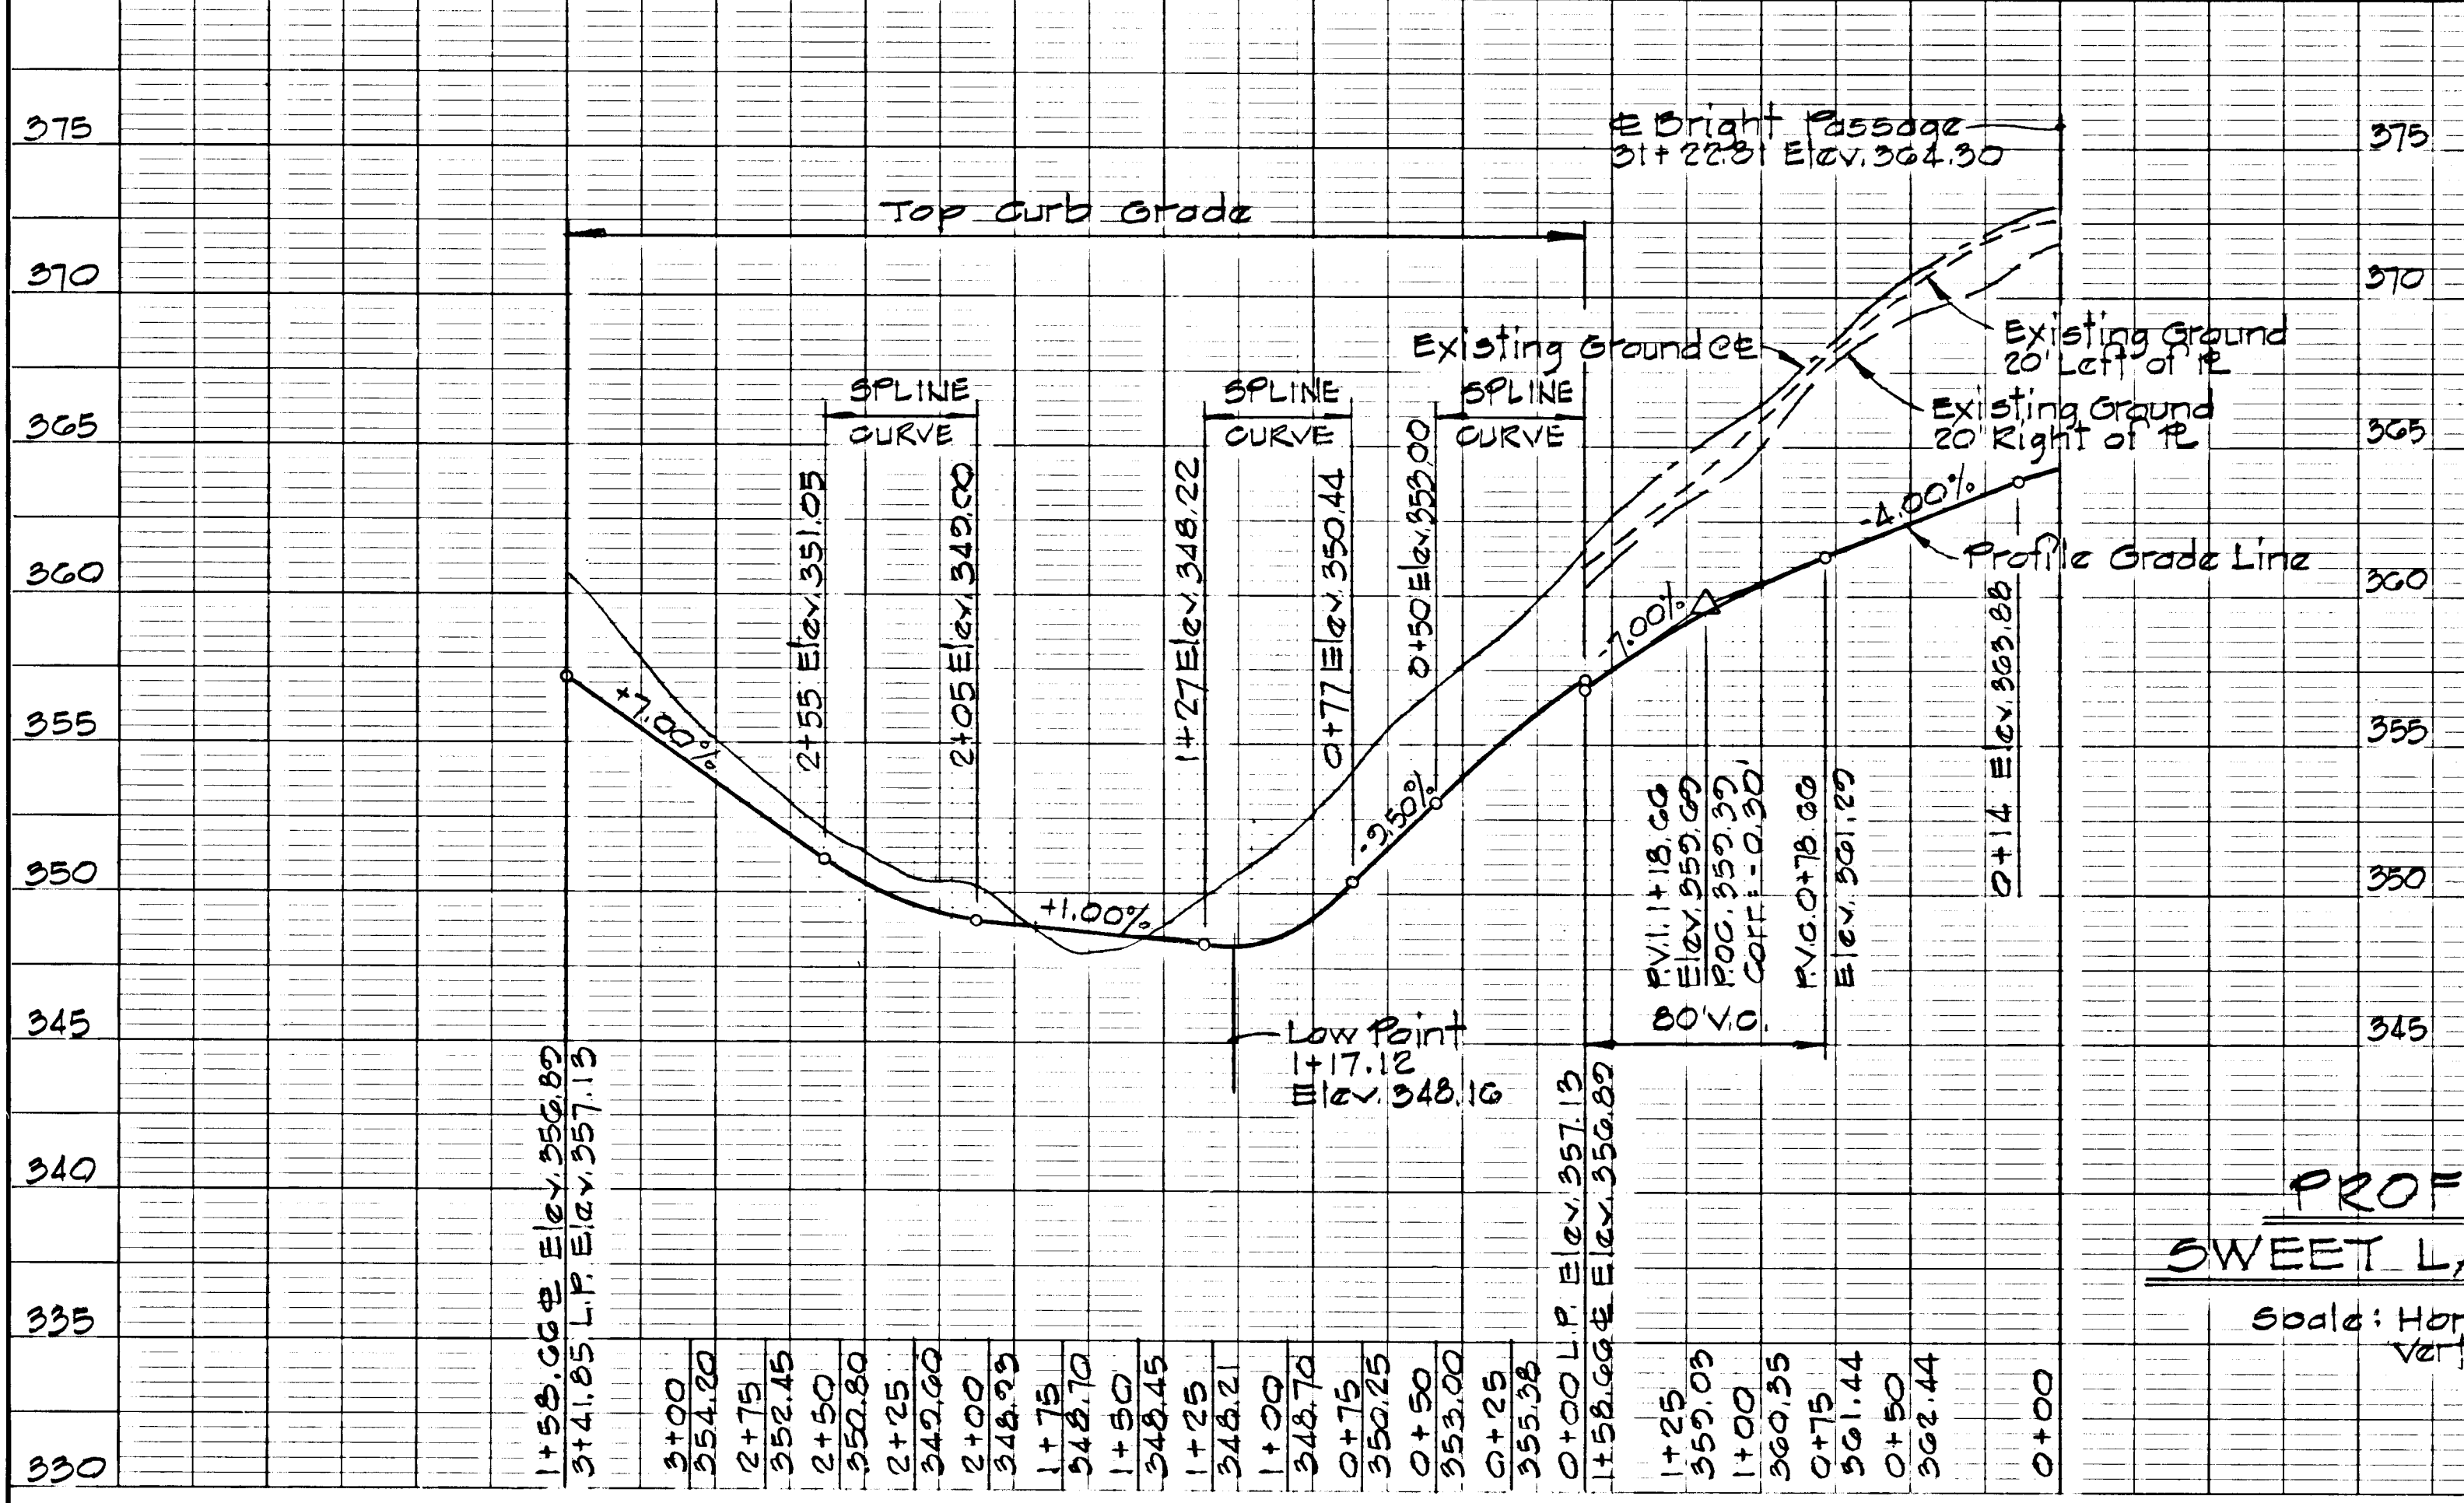 375
370
365
360
355
350
345
340
335
330
Top Curb Grade
SPLINE
CURVE
SPLINE
CURVE
SPLINE
CURVE
℄ Bright Passage
31+22.81 Elev. 364.30
Existing Ground @ ℄
Existing Ground
20' Left of ℄
Existing Ground
20' Right of ℄
Profile Grade Line
+7.00%
+1.00%
-9.50%
-7.00%
-4.00%
2+55 Elev. 351.05
2+05 Elev. 349.00
1+27 Elev. 348.22
0+77 Elev. 350.44
0+50 Elev. 353.00
P.V.I. 1+18.66
Elev. 359.69
P.O.C. 359.39
Corr. = -0.30'
P.V.C. 0+78.66
Elev. 361.29
0+14 Elev. 363.88
80' V.C.
Low Point
1+17.12
Elev. 348.16
1+58.66 ℄ Elev. 356.89
3+41.85 L.P. Elev. 357.13
3+00
354.20
2+75
352.45
2+50
350.80
2+25
349.60
2+00
348.93
1+75
348.70
1+50
348.45
1+25
348.21
1+00
348.70
0+75
350.25
0+50
353.00
0+25
355.38
0+00 L.P. Elev. 357.13
1+58.66 ℄ Elev. 356.89
1+25
359.03
1+00
360.35
0+75
361.44
0+50
362.44
0+00
375
370
365
360
355
350
345
PROF
SWEET LA
Scale: Hor
Vert